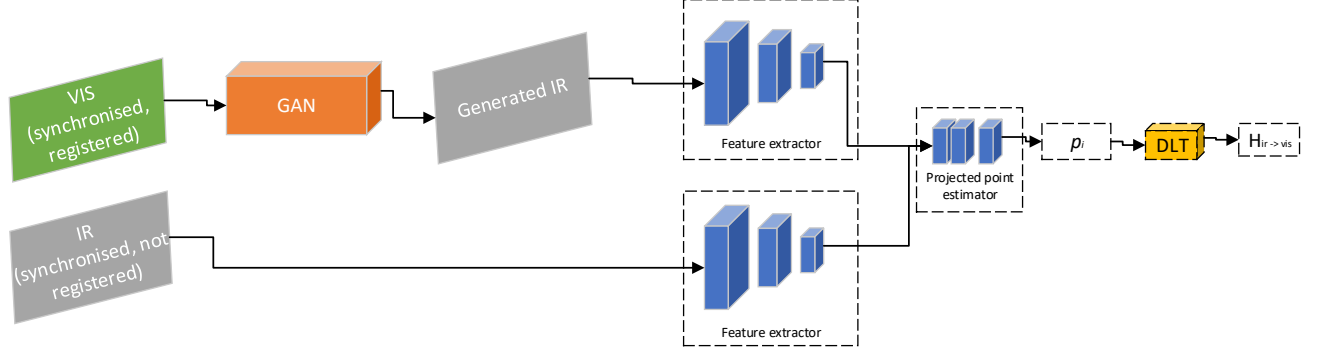 VIS
(synchronised,
registered)
GAN
Generated IR
Feature extractor
Projected point
estimator
pi
DLT
Hir -> vis
IR
(synchronised, not
registered)
Feature extractor